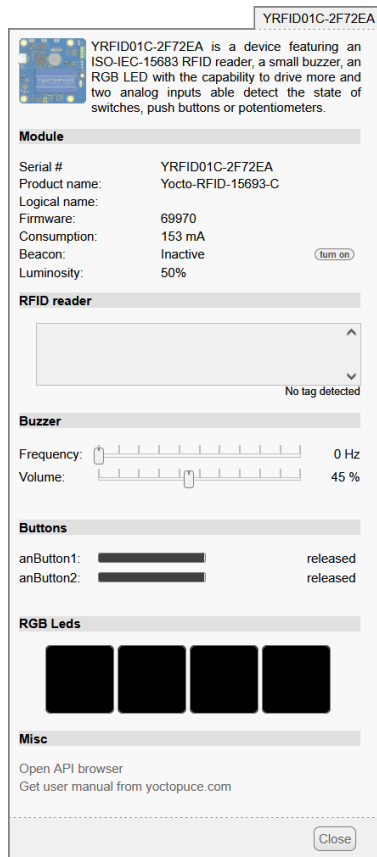 YRFID01C-2F72EA
YRFID01C-2F72EA is a device featuring an
ISO-IEC-15683 RFID reader, a small buzzer, an
RGB LED with the capability to drive more and
two analog inputs able detect the state of
switches, push buttons or potentiometers.
Module
Serial # YRFID01C-2F72EA
Product name: Yocto-RFID-15693-C
Logical name:
Firmware: 69970
Consumption: 153 mA
Beacon: Inactive turn on
Luminosity: 50%
RFID reader
No tag detected
Buzzer
Frequency: 0 Hz
Volume: 45 %
Buttons
anButton1: released
anButton2: released
RGB Leds
Misc
Open API browser
Get user manual from yoctopuce.com
Close